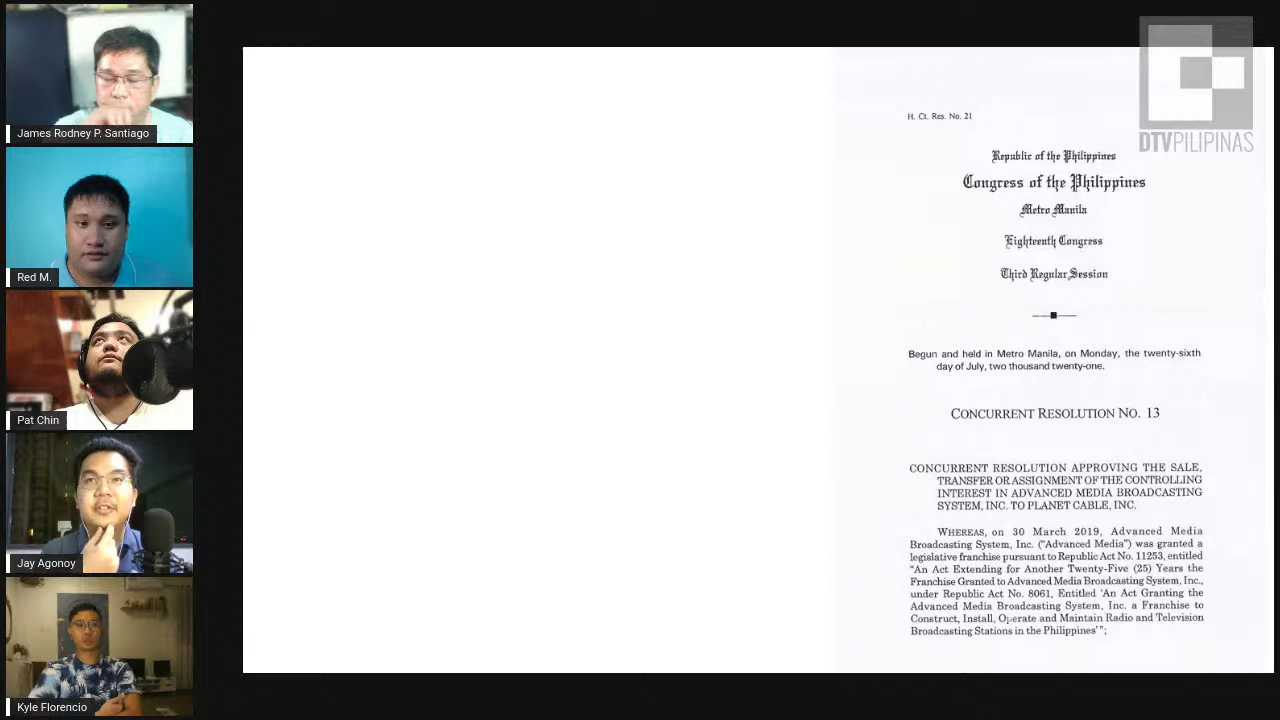 James Rodney P. Santiago
Red M.
Pat Chin
Jay Agonoy
Kyle Florencio
DTVPILIPINAS
H. Ct. Res. No. 21
Republic of the Philippines
Congress of the Philippines
Metro Manila
Eighteenth Congress
Third Regular Session
Begun and held in Metro Manila, on Monday, the twenty-sixth
day of July, two thousand twenty-one.
CONCURRENT RESOLUTION NO. 13
CONCURRENT RESOLUTION APPROVING THE SALE,
TRANSFER OR ASSIGNMENT OF THE CONTROLLING
INTEREST IN ADVANCED MEDIA BROADCASTING
SYSTEM, INC. TO PLANET CABLE, INC.
WHEREAS, on 30 March 2019, Advanced Media
Broadcasting System, Inc. (“Advanced Media”) was granted a
legislative franchise pursuant to Republic Act No. 11253, entitled
“An Act Extending for Another Twenty-Five (25) Years the
Franchise Granted to Advanced Media Broadcasting System, Inc.,
under Republic Act No. 8061, Entitled ‘An Act Granting the
Advanced Media Broadcasting System, Inc. a Franchise to
Construct, Install, Operate and Maintain Radio and Television
Broadcasting Stations in the Philippines’”;